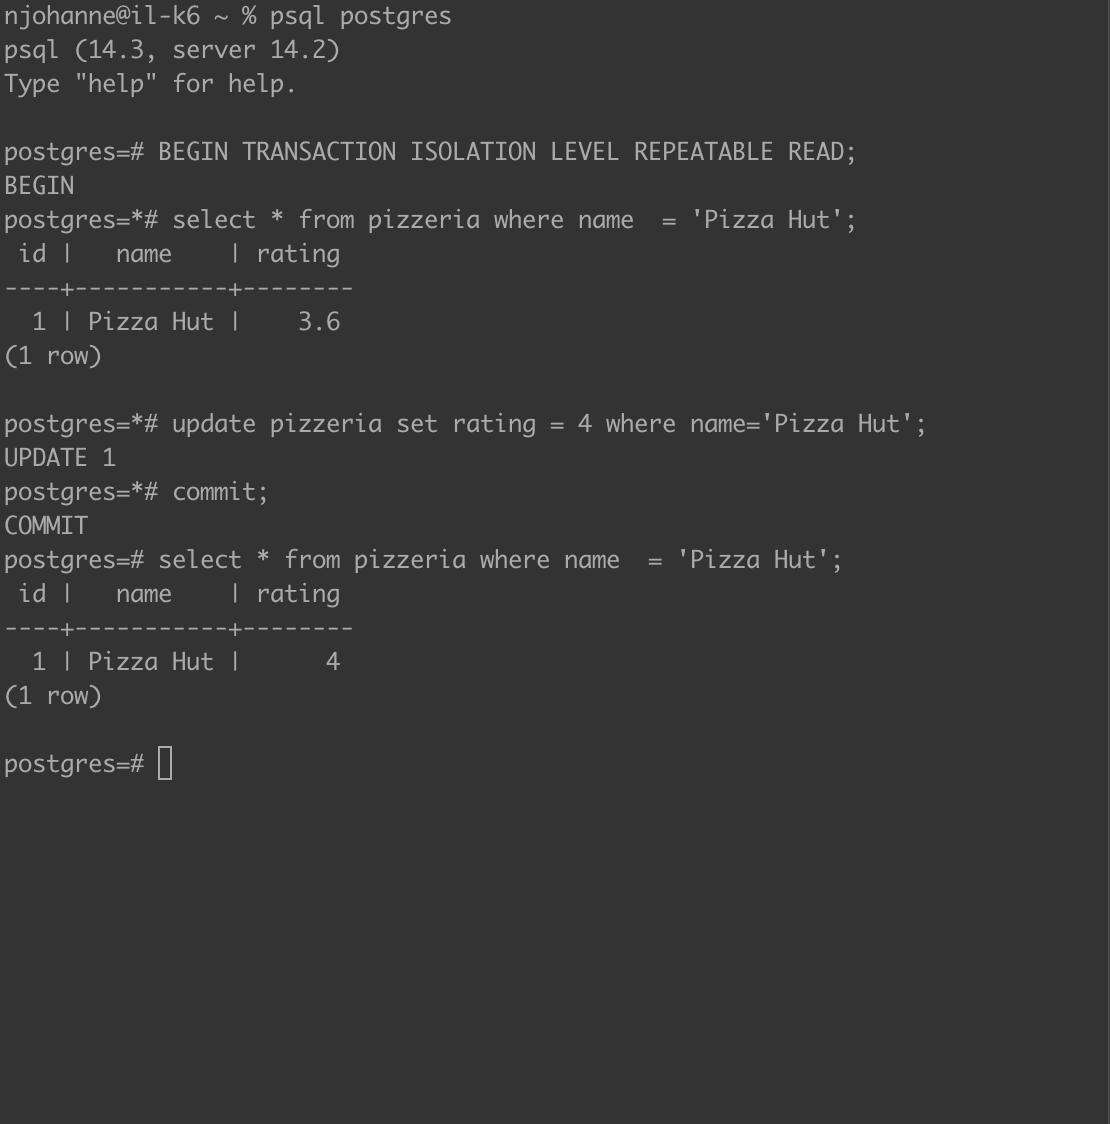 njohanne@il-k6 ~ % psql postgres
psql (14.3, server 14.2)
Type "help" for help.

postgres=# BEGIN TRANSACTION ISOLATION LEVEL REPEATABLE READ;
BEGIN
postgres=*# select * from pizzeria where name  = 'Pizza Hut';
 id |   name    | rating
----+-----------+--------
  1 | Pizza Hut |    3.6
(1 row)

postgres=*# update pizzeria set rating = 4 where name='Pizza Hut';
UPDATE 1
postgres=*# commit;
COMMIT
postgres=# select * from pizzeria where name  = 'Pizza Hut';
 id |   name    | rating
----+-----------+--------
  1 | Pizza Hut |      4
(1 row)

postgres=#